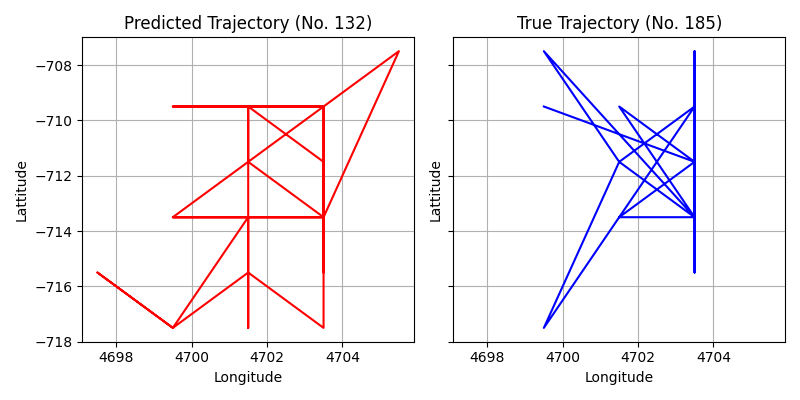 Predicted Trajectory (No. 132)
True Trajectory (No. 185)
Lattitude
−708
−710
−712
−714
−716
−718
4698
4700
4702
4704
Longitude
Lattitude
4698
4700
4702
4704
Longitude